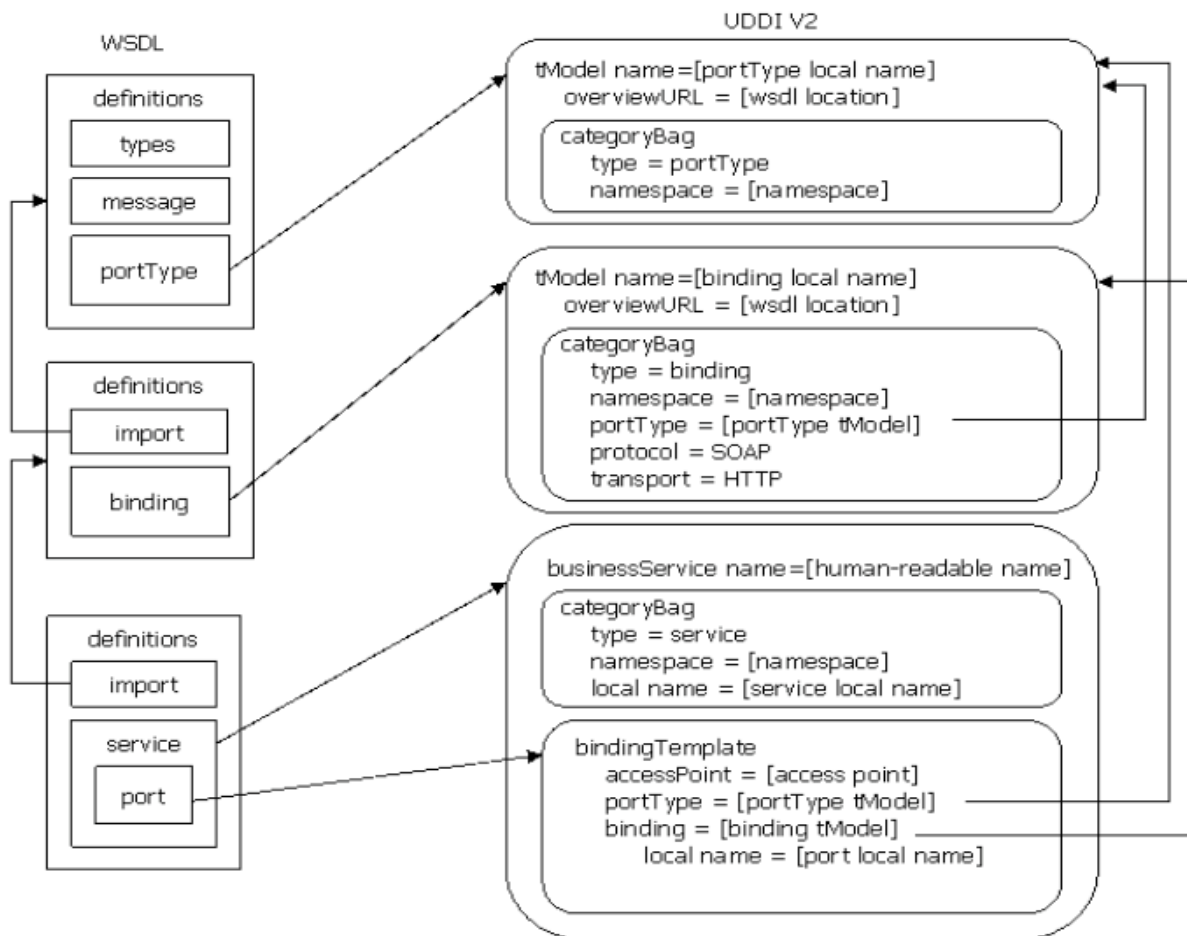 WSDL
definitions
types
message
portType
definitions
import
binding
definitions
import
service
port
UDDI V2
tModel name=[portType local name]
overviewURL = [wsdl location]
categoryBag
type = portType
namespace = [namespace]
tModel name=[binding local name]
overviewURL = [wsdl location]
categoryBag
type = binding
namespace = [namespace]
portType = [portType tModel]
protocol = SOAP
transport = HTTP
businessService name=[human-readable name]
categoryBag
type = service
namespace = [namespace]
local name = [service local name]
bindingTemplate
accessPoint = [access point]
portType = [portType tModel]
binding = [binding tModel]
local name = [port local name]